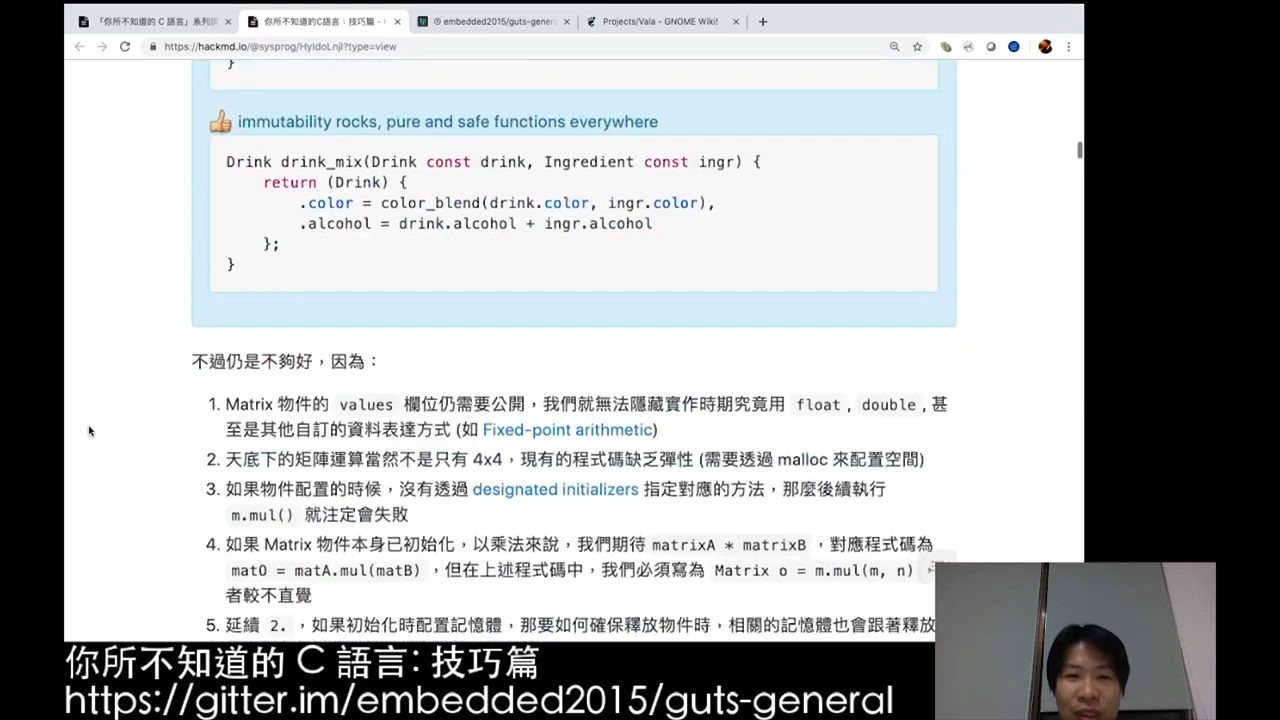 「你所不知道的 C 語言」系列講
你所不知道的C語言：技巧篇 -
embedded2015/guts-genera
Projects/Vala - GNOME Wiki!
https://hackmd.io/@sysprog/HyIdoLnjl?type=view
}
👍 immutability rocks, pure and safe functions everywhere
Drink drink_mix(Drink const drink, Ingredient const ingr) {
return (Drink) {
.color = color_blend(drink.color, ingr.color),
.alcohol = drink.alcohol + ingr.alcohol
};
}
不過仍是不夠好，因為：
1. Matrix 物件的 values 欄位仍需要公開，我們就無法隱藏實作時期究竟用 float , double , 甚
至是其他自訂的資料表達方式 (如 Fixed-point arithmetic)
2. 天底下的矩陣運算當然不是只有 4x4，現有的程式碼缺乏彈性 (需要透過 malloc 來配置空間)
3. 如果物件配置的時候，沒有透過 designated initializers 指定對應的方法，那麼後續執行
m.mul() 就注定會失敗
4. 如果 Matrix 物件本身已初始化，以乘法來說，我們期待 matrixA * matrixB ，對應程式碼為
matO = matA.mul(matB) ，但在上述程式碼中，我們必須寫為 Matrix o = m.mul(m, n)
者較不直覺
5. 延續 2. ，如果初始化時配置記憶體，那要如何確保釋放物件時，相關的記憶體也會跟著釋放
你所不知道的 C 語言: 技巧篇
https://gitter.im/embedded2015/guts-general